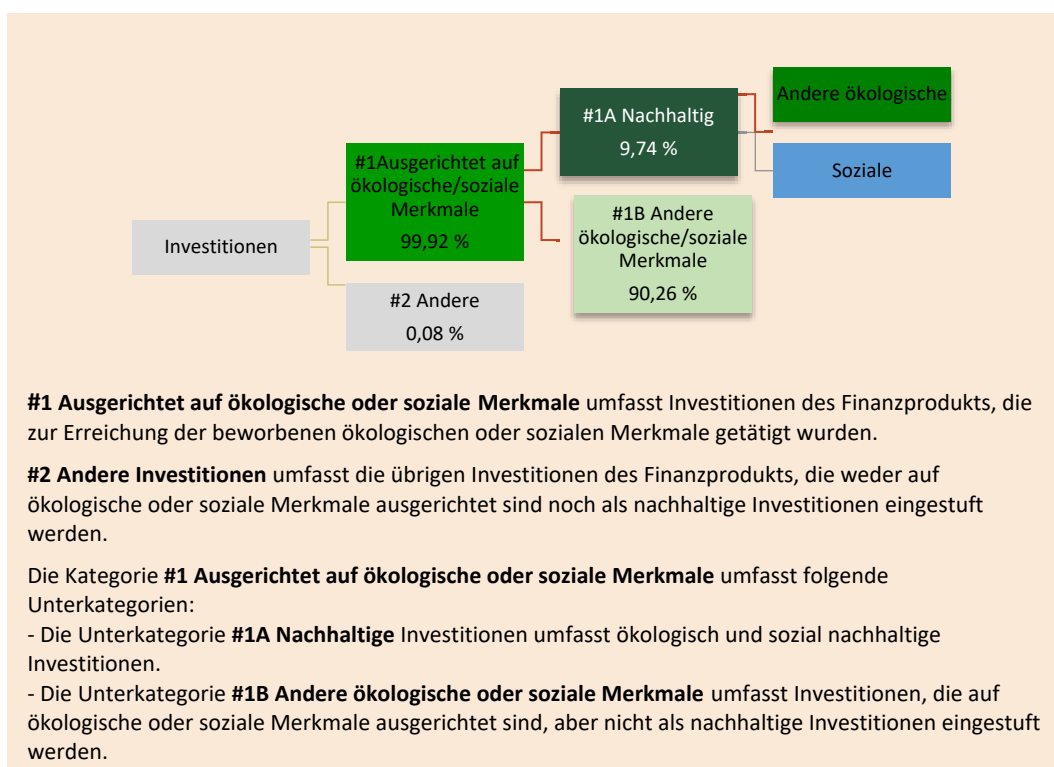 Investitionen
#1Ausgerichtet auf
ökologische/soziale
Merkmale
99,92 %
#2 Andere
0,08 %
#1A Nachhaltig
9,74 %
#1B Andere
ökologische/soziale
Merkmale
90,26 %
Andere ökologische
Soziale
#1 Ausgerichtet auf ökologische oder soziale Merkmale umfasst Investitionen des Finanzprodukts, die
zur Erreichung der beworbenen ökologischen oder sozialen Merkmale getätigt wurden.
#2 Andere Investitionen umfasst die übrigen Investitionen des Finanzprodukts, die weder auf
ökologische oder soziale Merkmale ausgerichtet sind noch als nachhaltige Investitionen eingestuft
werden.
Die Kategorie #1 Ausgerichtet auf ökologische oder soziale Merkmale umfasst folgende
Unterkategorien:
- Die Unterkategorie #1A Nachhaltige Investitionen umfasst ökologisch und sozial nachhaltige
Investitionen.
- Die Unterkategorie #1B Andere ökologische oder soziale Merkmale umfasst Investitionen, die auf
ökologische oder soziale Merkmale ausgerichtet sind, aber nicht als nachhaltige Investitionen eingestuft
werden.